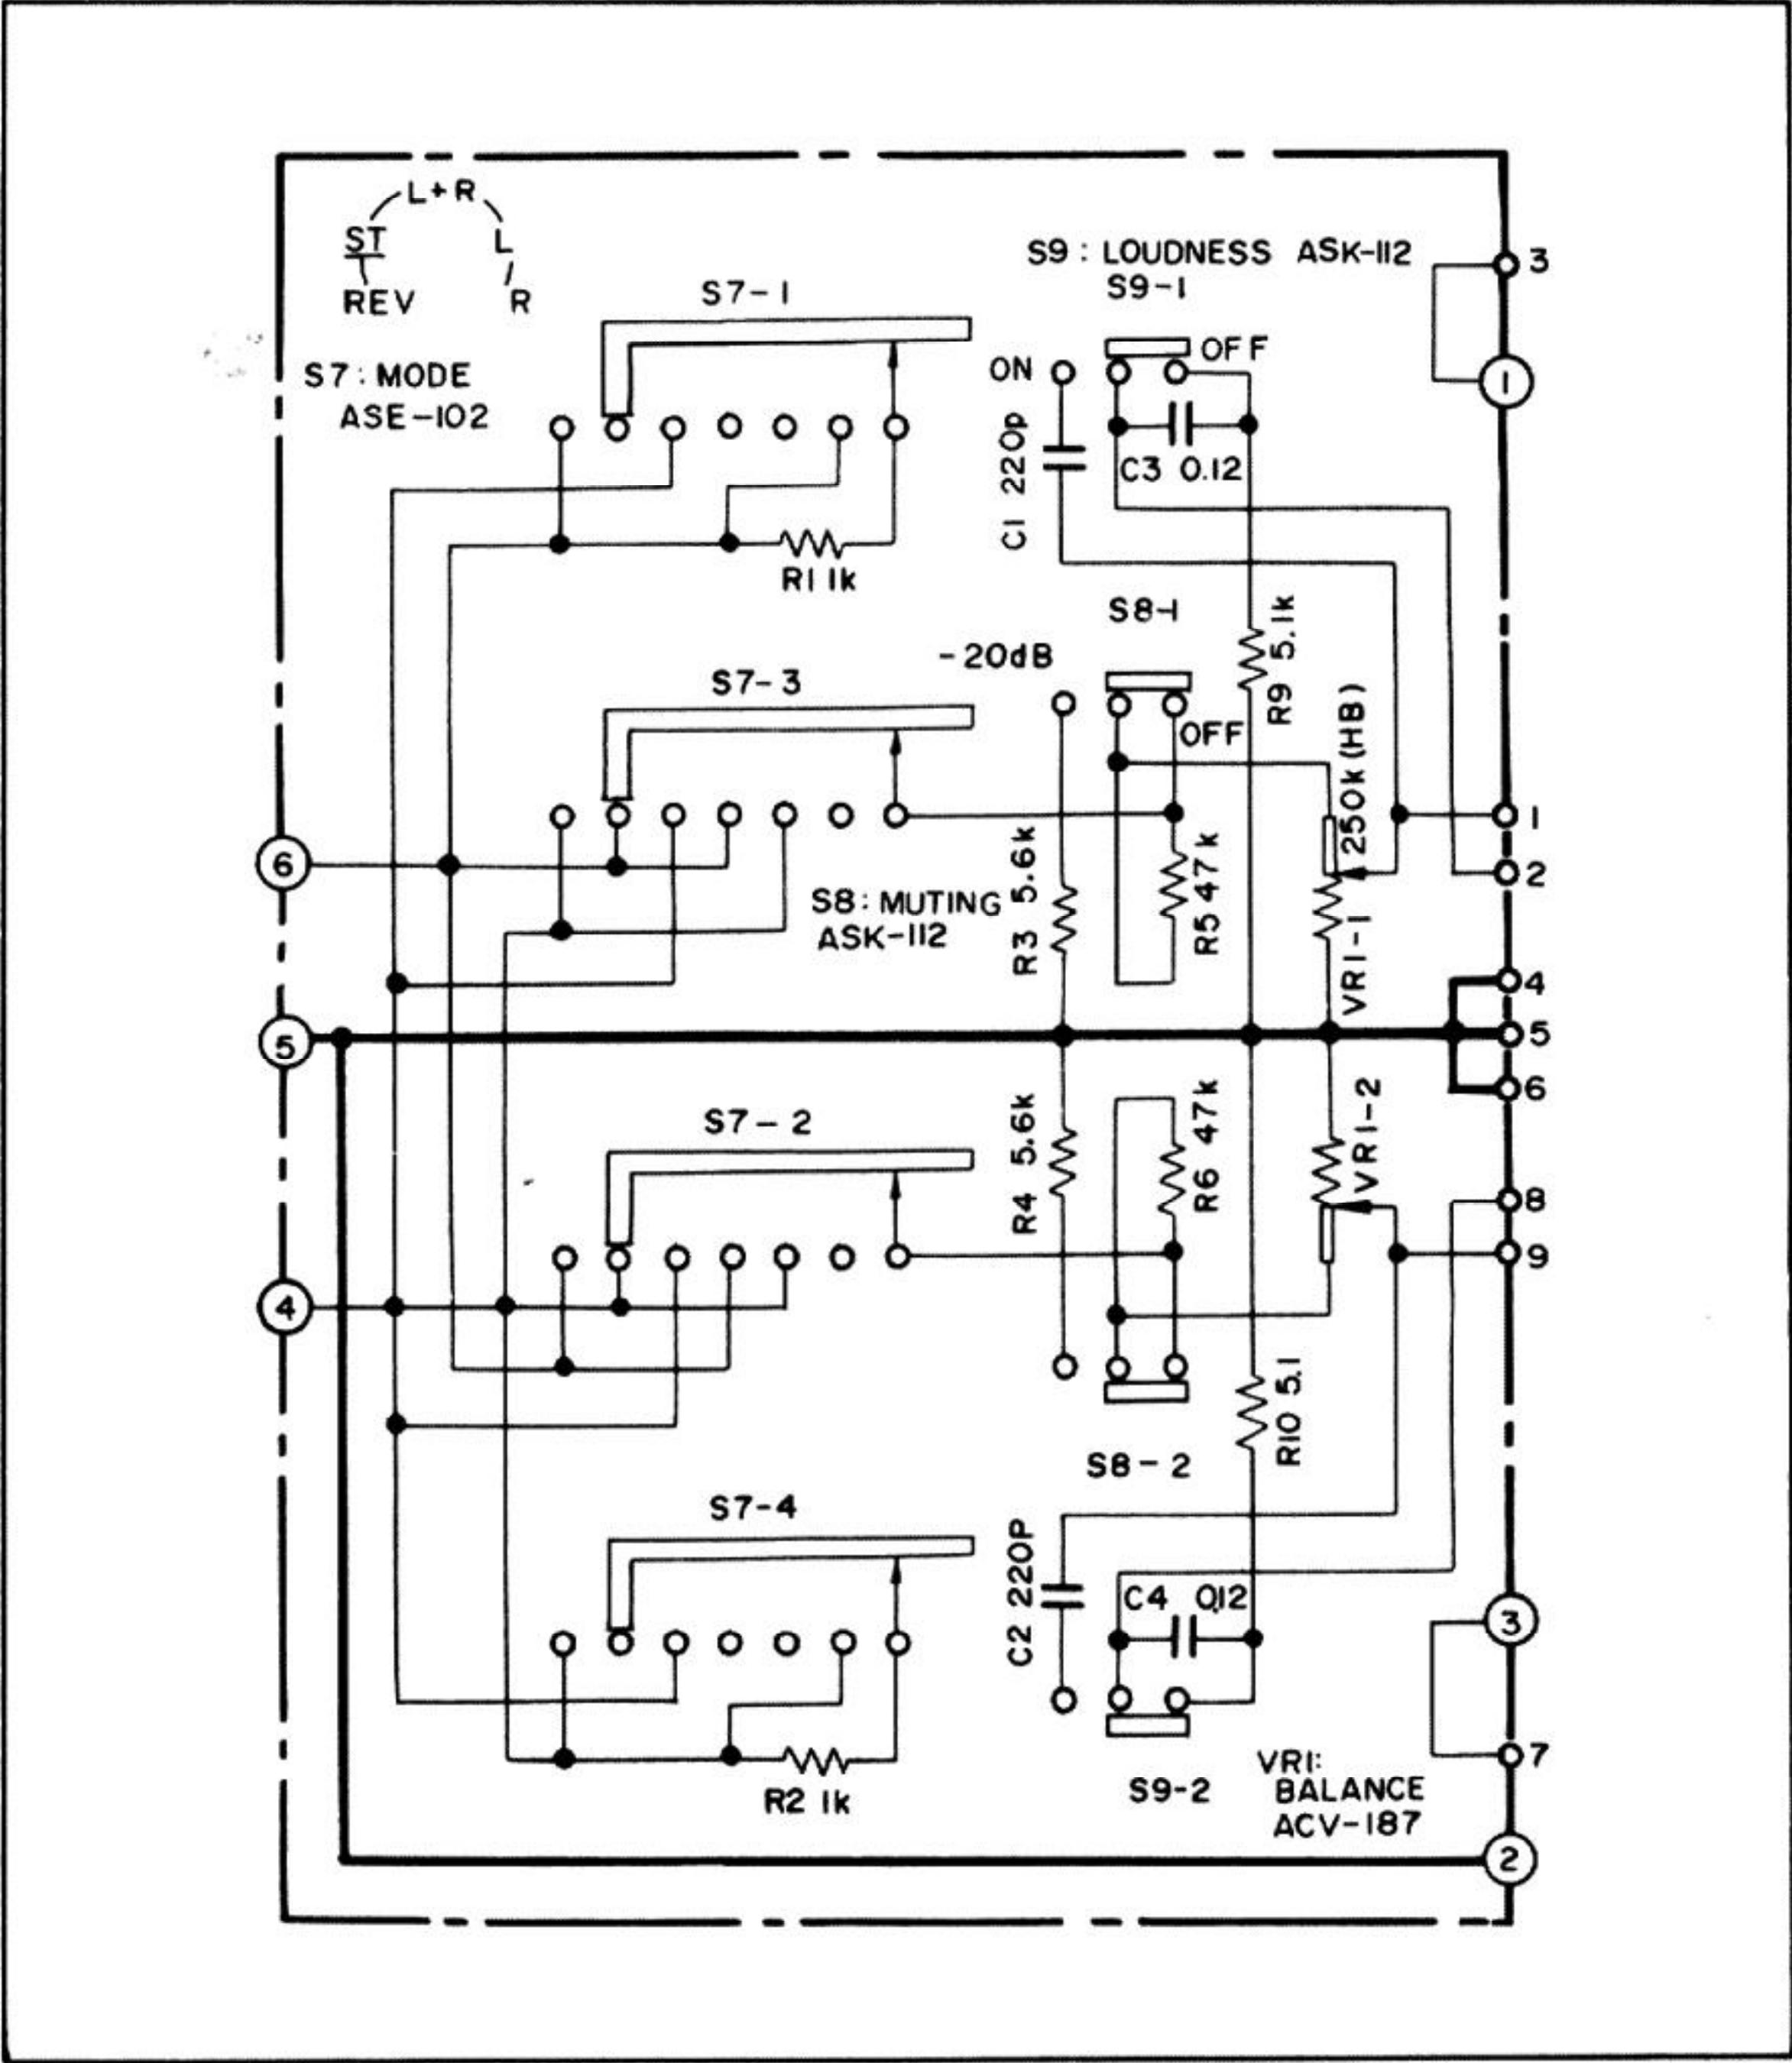 L+R
ST
L
REV
R
S7: MODE
ASE-102
S7-1
S9: LOUDNESS ASK-112
S9-1
ON
OFF
C1 220p
C3 0.12
R1 1k
3
1
S8-1
-20dB
OFF
R9 5.1k
S7-3
250k(HB)
VR1-1
1
2
6
S8: MUTING
ASK-112
R3 5.6k
R5 47k
4
5
5
6
S7-2
R4 5.6k
R6 47k
VR1-2
8
9
4
R10 5.1
S8-2
S7-4
C2 220P
C4 0.12
3
7
R2 1k
S9-2
VR1:
BALANCE
ACV-187
2